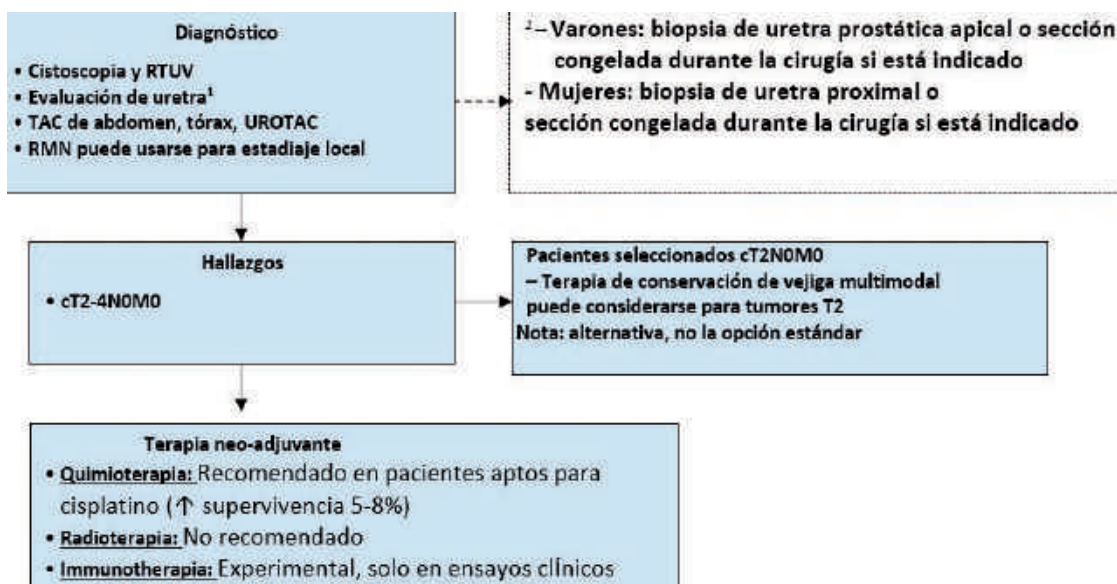 Diagnóstico
• Cistoscopia y RTUV
• Evaluación de uretra¹
• TAC de abdomen, tórax, UROTAC
• RMN puede usarse para estadiaje local
¹– Varones: biopsia de uretra prostática apical o sección
congelada durante la cirugía si está indicado
- Mujeres: biopsia de uretra proximal o
sección congelada durante la cirugía si está indicado
Hallazgos
• cT2-4N0M0
Pacientes seleccionados cT2N0M0
– Terapia de conservación de vejiga multimodal
puede considerarse para tumores T2
Nota: alternativa, no la opción estándar
Terapia neo-adjuvante
• Quimioterapia: Recomendado en pacientes aptos para
cisplatino (↑ supervivencia 5-8%)
• Radioterapia: No recomendado
• Immunotherapia: Experimental, solo en ensayos clínicos